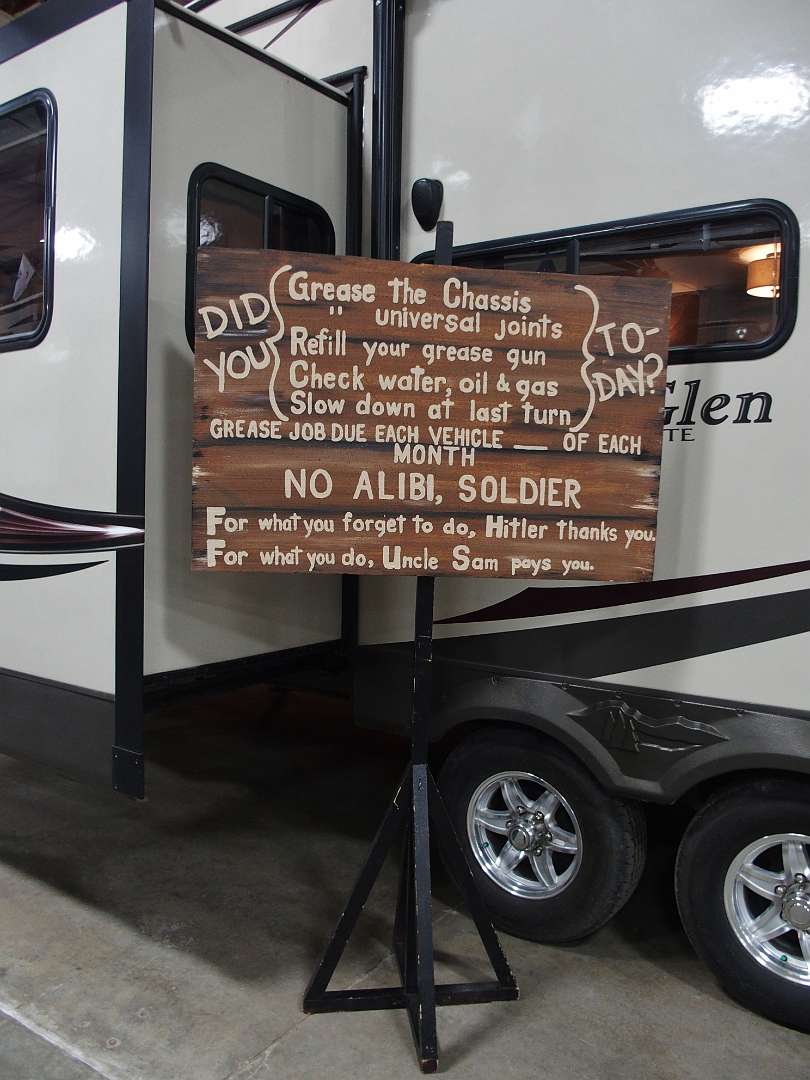 DID YOU
Grease the Chassis
" universal joints
Refill your grease gun
Check water, oil & gas
Slow down at last turn
TO-DAY?
GREASE JOB DUE EACH VEHICLE __ OF EACH
MONTH
NO ALIBI, SOLDIER
For what you forget to do, Hitler thanks you.
For what you do, Uncle Sam pays you.
Glen